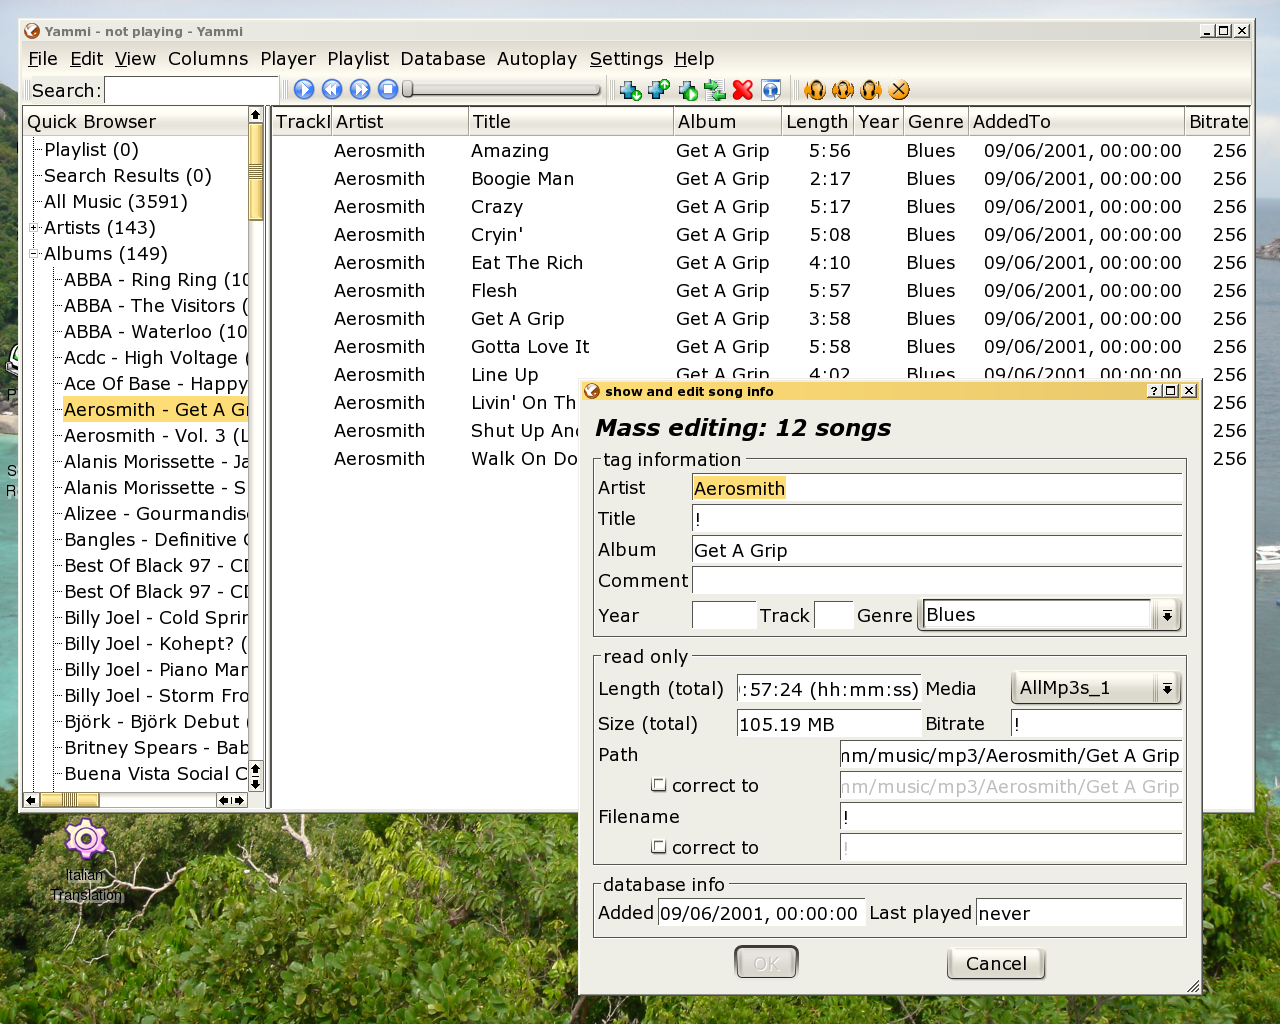 Yammi - not playing - Yammi
File Edit View Columns Player Playlist Database Autoplay Settings Help
Search:
Quick Browser
Playlist (0)
Search Results (0)
All Music (3591)
Artists (143)
Albums (149)
ABBA - Ring Ring (10
ABBA - The Visitors (
ABBA - Waterloo (10
Acdc - High Voltage (
Ace Of Base - Happy
Aerosmith - Get A Gr
Aerosmith - Vol. 3 (L
Alanis Morissette - Ja
Alanis Morissette - S
Alizee - Gourmandis
Bangles - Definitive
Best Of Black 97 - CD
Best Of Black 97 - CD
Billy Joel - Cold Sprin
Billy Joel - Kohept? (
Billy Joel - Piano Man
Billy Joel - Storm Fro
Björk - Björk Debut (
Britney Spears - Bab
Buena Vista Social C
Track Artist Title Album Length Year Genre AddedTo Bitrate
Aerosmith Amazing Get A Grip 5:56 Blues 09/06/2001, 00:00:00 256
Aerosmith Boogie Man Get A Grip 2:17 Blues 09/06/2001, 00:00:00 256
Aerosmith Crazy Get A Grip 5:17 Blues 09/06/2001, 00:00:00 256
Aerosmith Cryin' Get A Grip 5:08 Blues 09/06/2001, 00:00:00 256
Aerosmith Eat The Rich Get A Grip 4:10 Blues 09/06/2001, 00:00:00 256
Aerosmith Flesh Get A Grip 5:57 Blues 09/06/2001, 00:00:00 256
Aerosmith Get A Grip Get A Grip 3:58 Blues 09/06/2001, 00:00:00 256
Aerosmith Gotta Love It Get A Grip 5:58 Blues 09/06/2001, 00:00:00 256
Aerosmith Line Up Get A Grip 4:02 Blues 09/06/2001, 00:00:00 256
Aerosmith Livin' On Th 256
Aerosmith Shut Up And 256
Aerosmith Walk On Do 256
show and edit song info
Mass editing: 12 songs
tag information
Artist Aerosmith
Title !
Album Get A Grip
Comment
Year Track Genre Blues
read only
Length (total) :57:24 (hh:mm:ss) Media AllMp3s_1
Size (total) 105.19 MB Bitrate !
Path mm/music/mp3/Aerosmith/Get A Grip
correct to mm/music/mp3/Aerosmith/Get A Grip
Filename !
correct to !
database info
Added 09/06/2001, 00:00:00 Last played never
OK Cancel
Italian
Translation